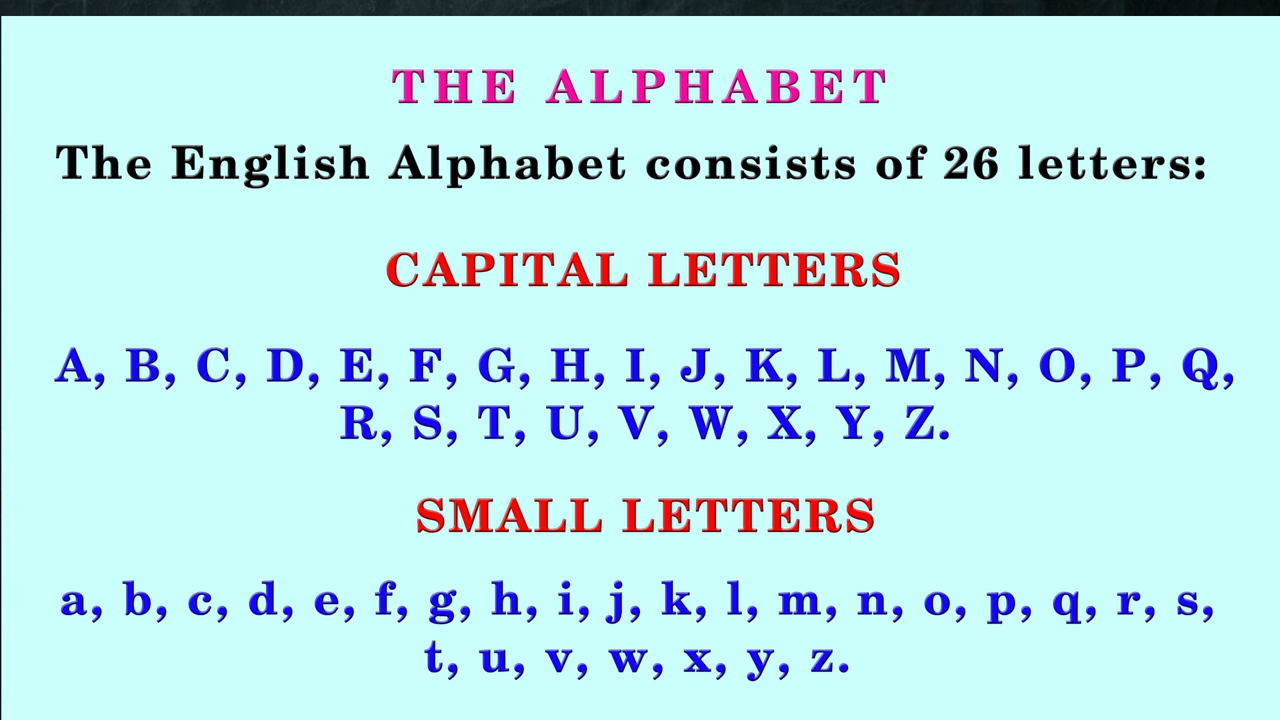 THE ALPHABET
The English Alphabet consists of 26 letters:
CAPITAL LETTERS
A, B, C, D, E, F, G, H, I, J, K, L, M, N, O, P, Q,
R, S, T, U, V, W, X, Y, Z.
SMALL LETTERS
a, b, c, d, e, f, g, h, i, j, k, l, m, n, o, p, q, r, s,
t, u, v, w, x, y, z.